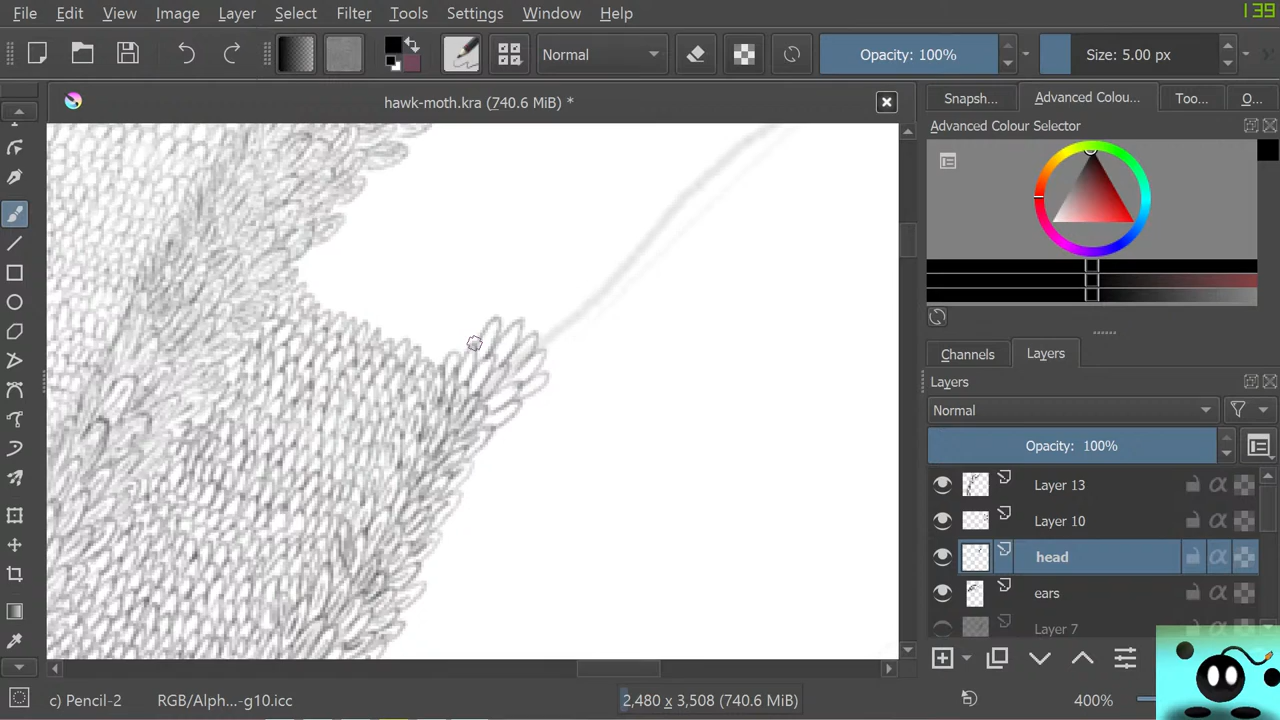 File Edit View Image Layer Select Filter Tools Settings Window Help
139
Normal
Opacity: 100%
Size: 5.00 px
hawk-moth.kra (740.6 MiB) *
Snapsh...
Advanced Colou...
Too...
O...
Advanced Colour Selector
Channels
Layers
Layers
Normal
Opacity: 100%
Layer 13
Layer 10
head
ears
Layer 7
c) Pencil-2
RGB/Alph...-g10.icc
2,480 x 3,508 (740.6 MiB)
400%